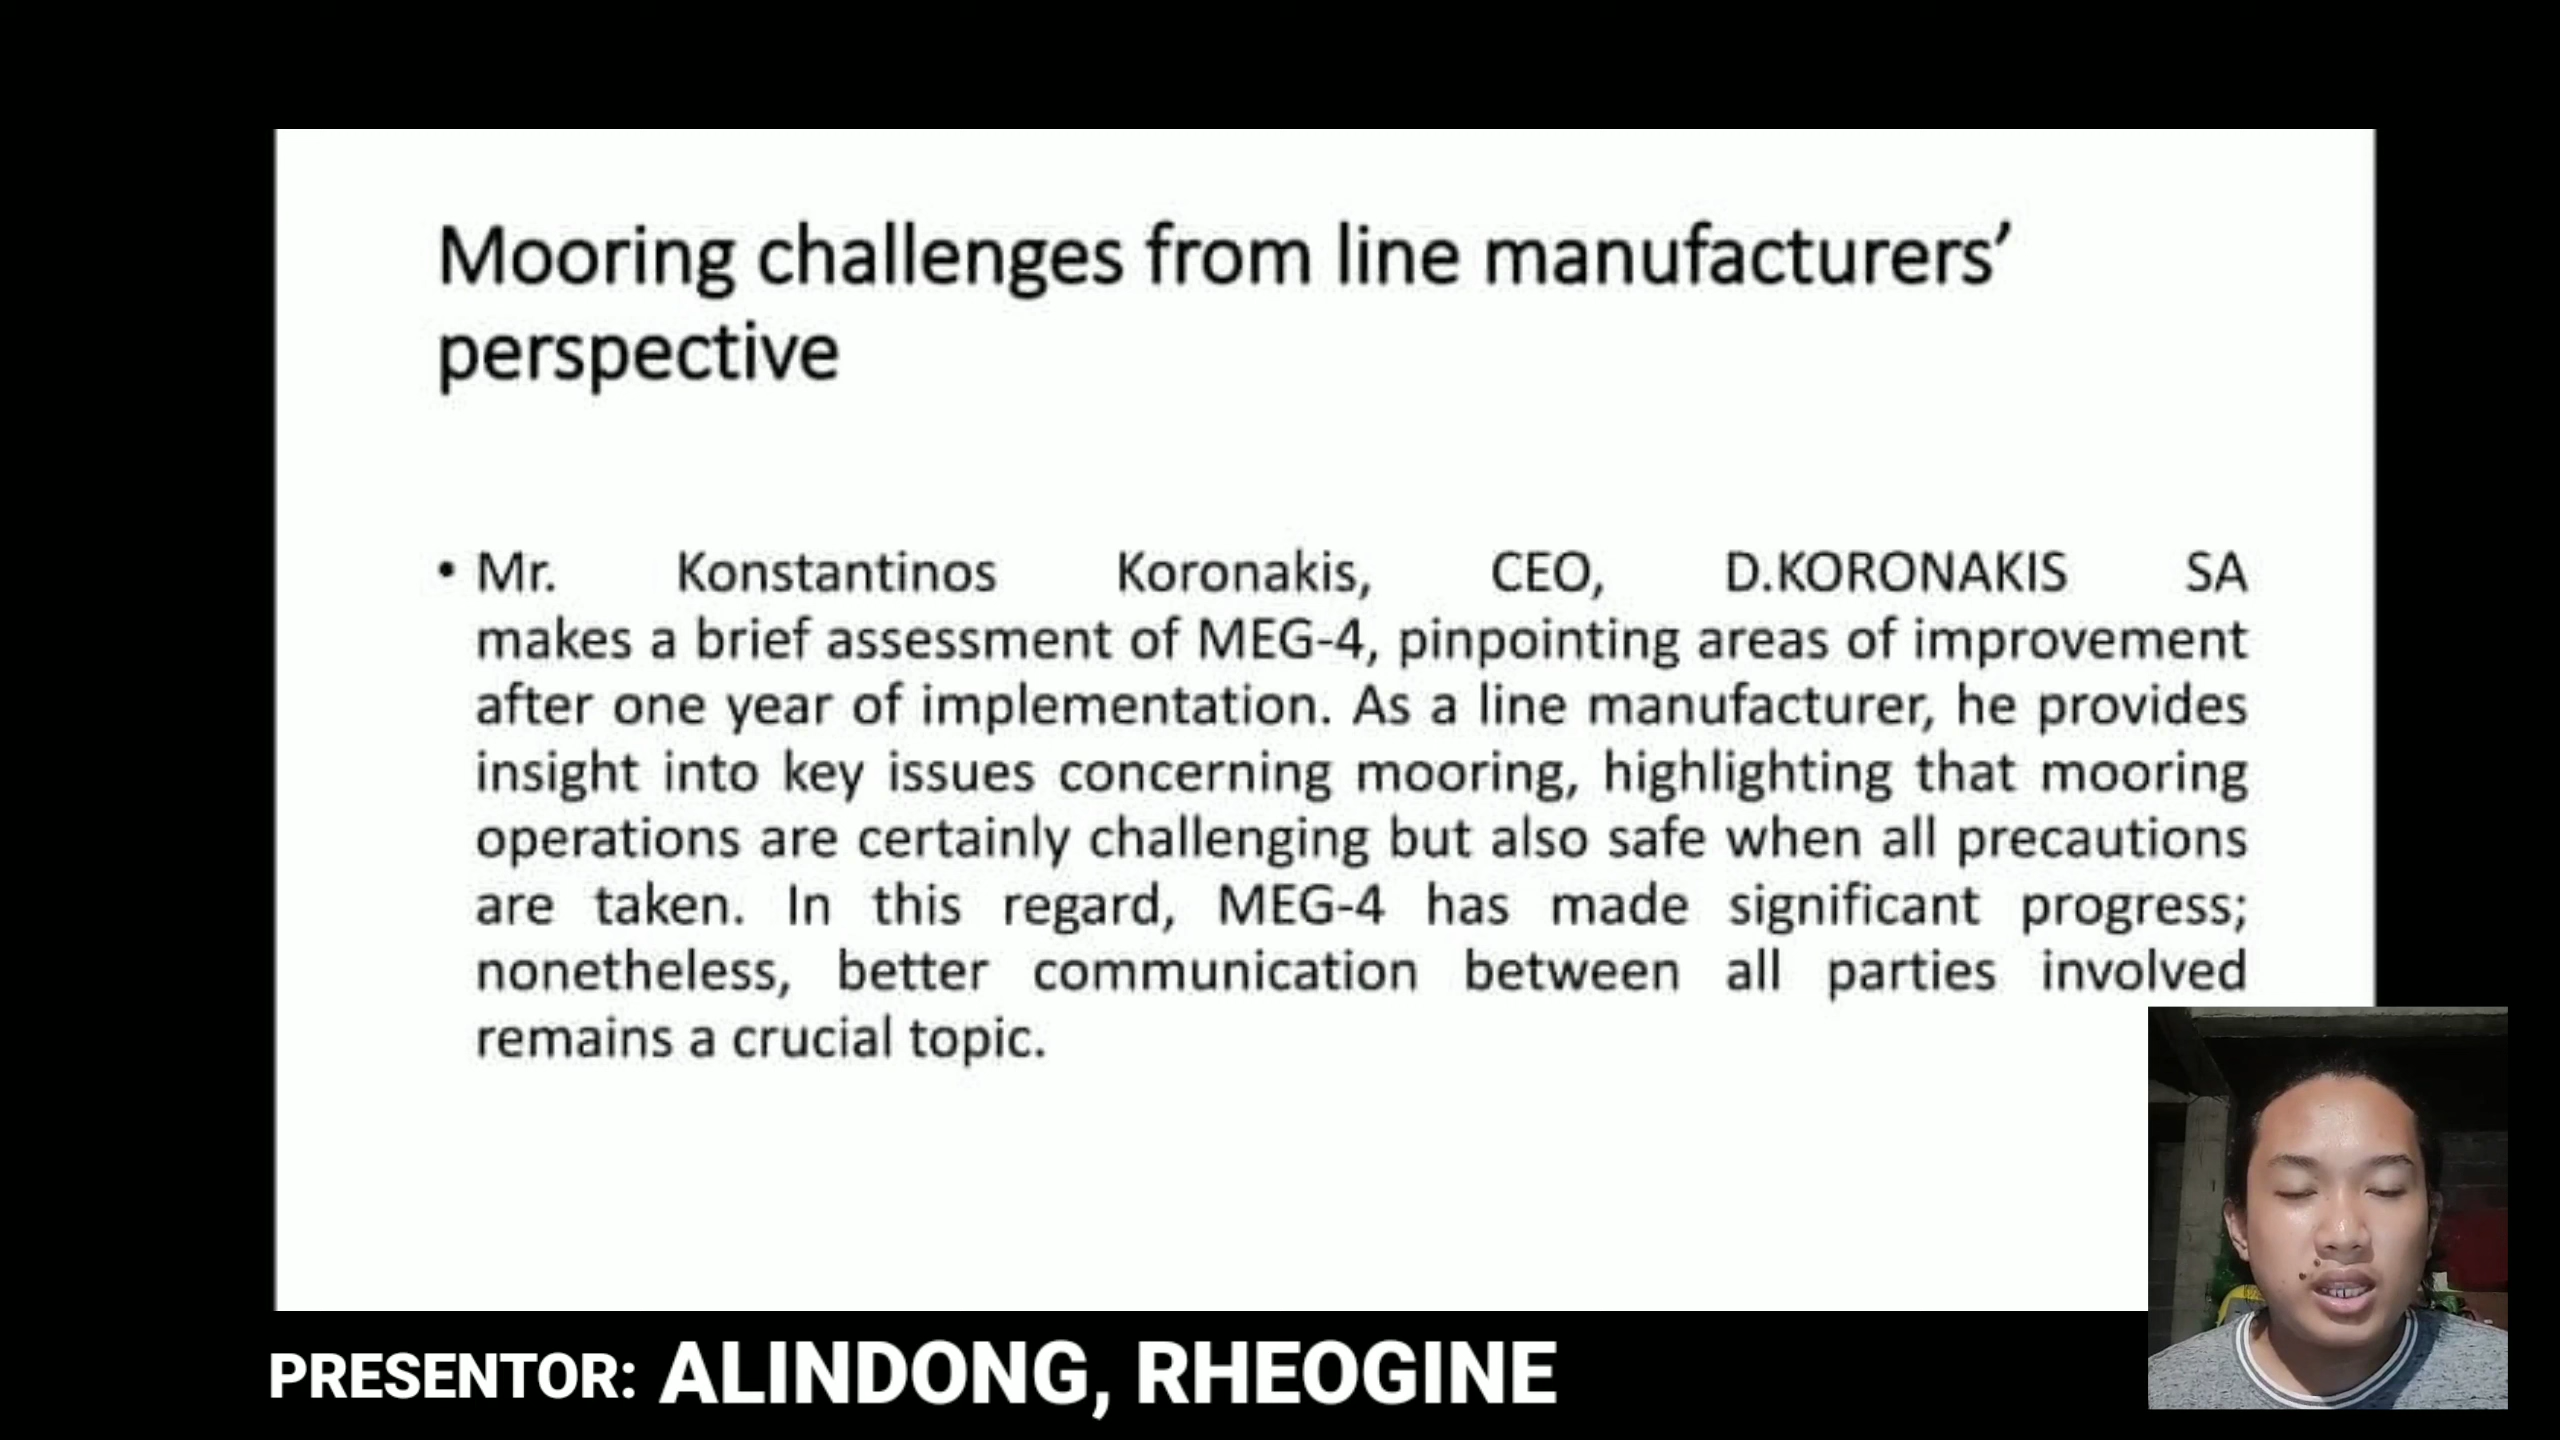 Mooring challenges from line manufacturers’
perspective
• Mr. Konstantinos Koronakis, CEO, D.KORONAKIS SA
makes a brief assessment of MEG-4, pinpointing areas of improvement
after one year of implementation. As a line manufacturer, he provides
insight into key issues concerning mooring, highlighting that mooring
operations are certainly challenging but also safe when all precautions
are taken. In this regard, MEG-4 has made significant progress;
nonetheless, better communication between all parties involved
remains a crucial topic.
PRESENTOR: ALINDONG, RHEOGINE